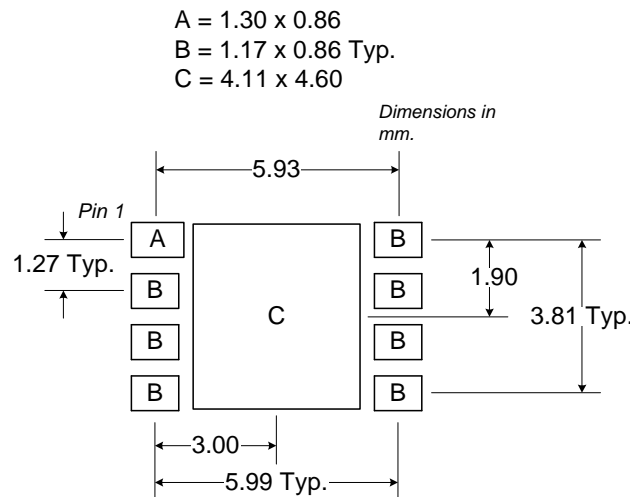 A = 1.30 x 0.86
B = 1.17 x 0.86 Typ.
C = 4.11 x 4.60
Dimensions in
mm.
5.93
Pin 1
A
B
1.27 Typ.
B
B
1.90
C
3.81 Typ.
B
B
B
B
3.00
5.99 Typ.